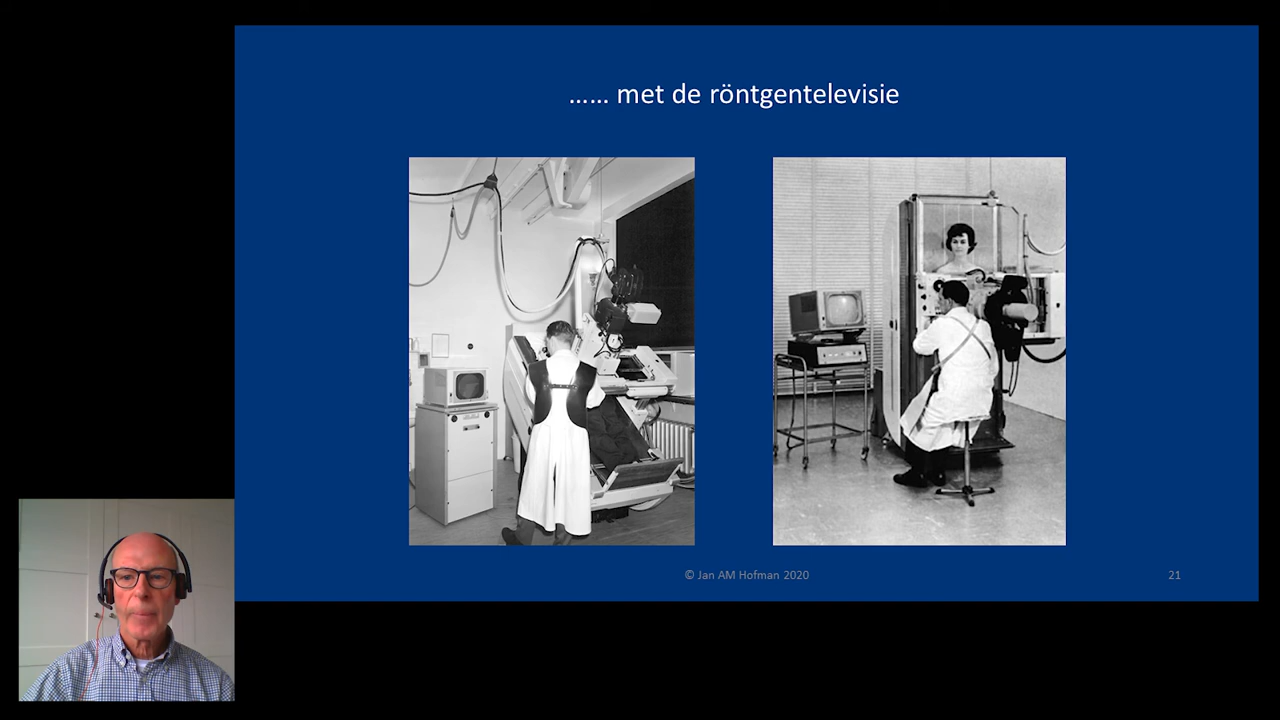 ...... met de röntgentelevisie
© Jan AM Hofman 2020
21